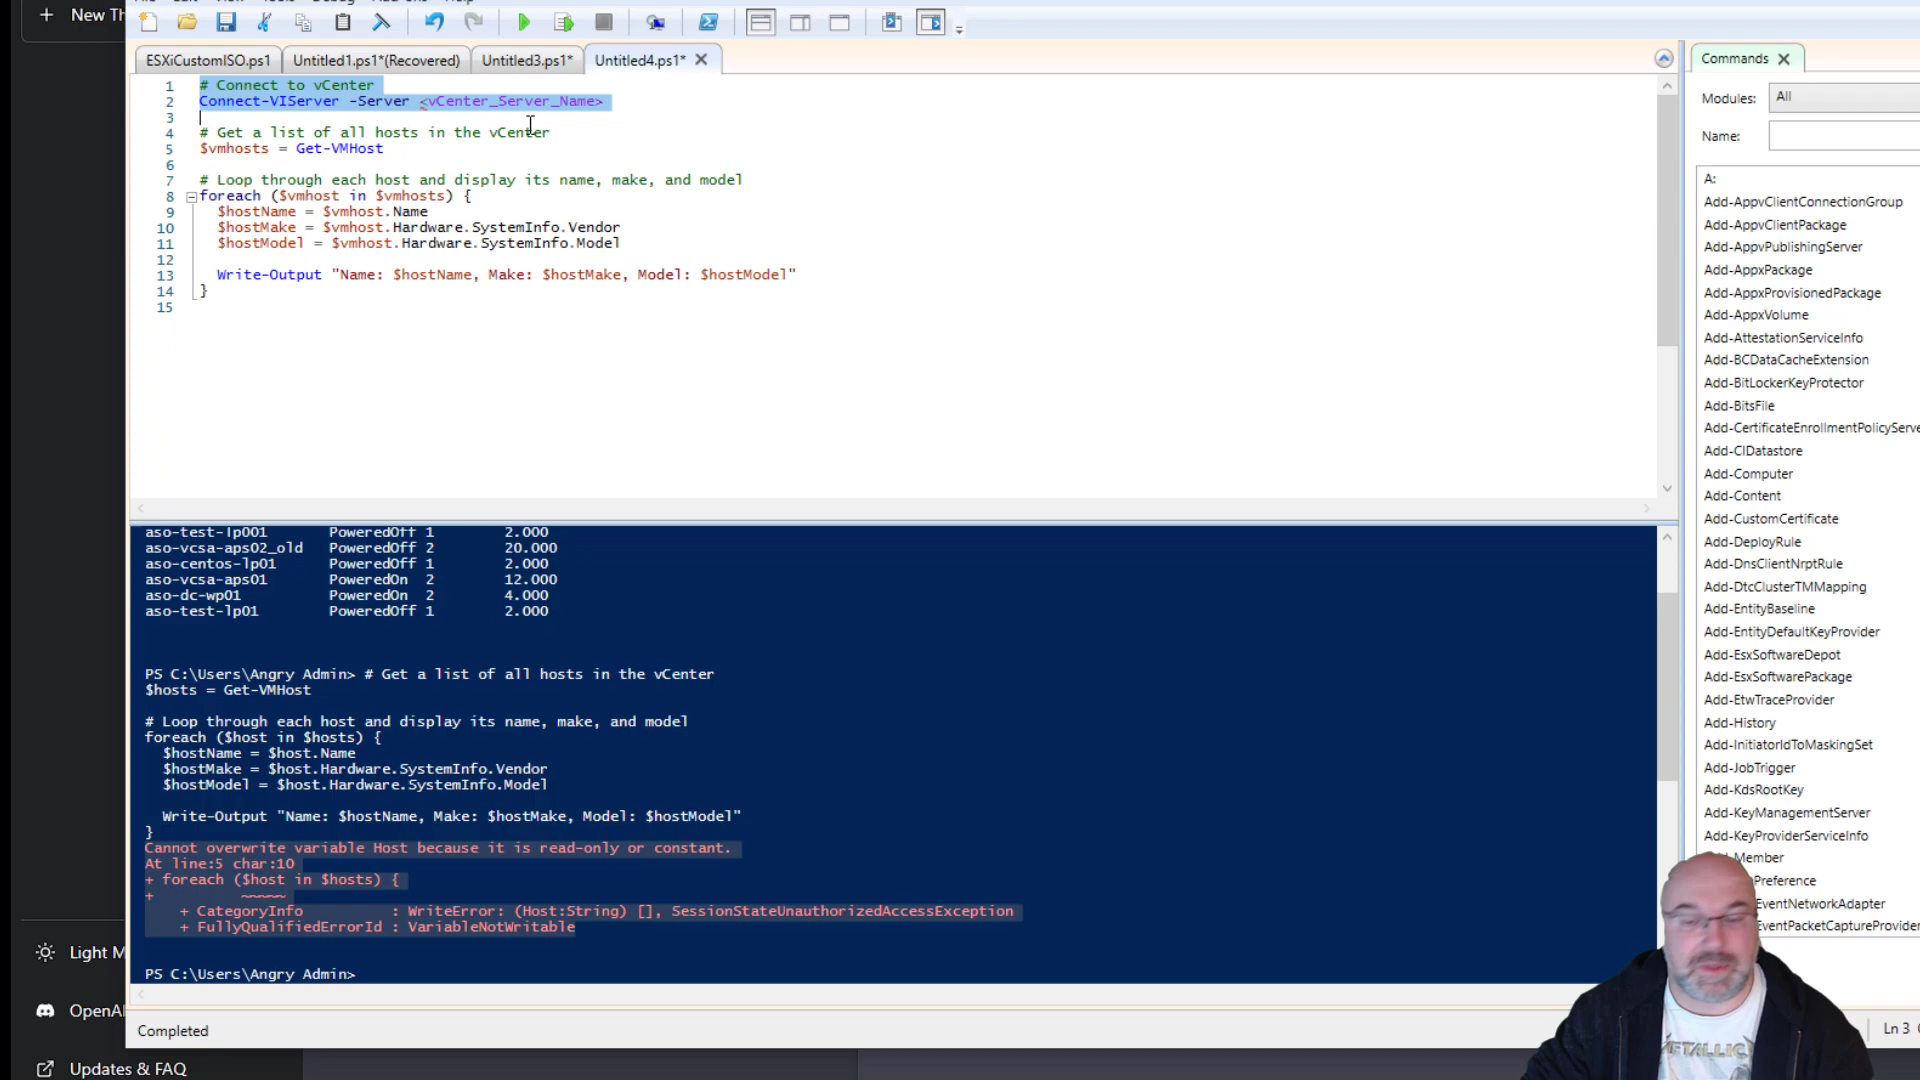 New Th
ESXiCustomISO.ps1
Untitled1.ps1*(Recovered)
Untitled3.ps1*
Untitled4.ps1*
1 # Connect to vCenter
2 Connect-VIServer -Server <vCenter_Server_Name>
3
4 # Get a list of all hosts in the vCenter
5 $vmhosts = Get-VMHost
6
7 # Loop through each host and display its name, make, and model
8 foreach ($vmhost in $vmhosts) {
9 $hostName = $vmhost.Name
10 $hostMake = $vmhost.Hardware.SystemInfo.Vendor
11 $hostModel = $vmhost.Hardware.SystemInfo.Model
12
13 Write-Output "Name: $hostName, Make: $hostMake, Model: $hostModel"
14 }
15
aso-test-lp001 PoweredOff 1 2.000
aso-vcsa-aps02_old PoweredOff 2 20.000
aso-centos-lp01 PoweredOff 1 2.000
aso-vcsa-aps01 PoweredOn 2 12.000
aso-dc-wp01 PoweredOn 2 4.000
aso-test-lp01 PoweredOff 1 2.000
PS C:\Users\Angry Admin> # Get a list of all hosts in the vCenter
$hosts = Get-VMHost
# Loop through each host and display its name, make, and model
foreach ($host in $hosts) {
$hostName = $host.Name
$hostMake = $host.Hardware.SystemInfo.Vendor
$hostModel = $host.Hardware.SystemInfo.Model
Write-Output "Name: $hostName, Make: $hostMake, Model: $hostModel"
}
Cannot overwrite variable Host because it is read-only or constant.
At line:5 char:10
+ foreach ($host in $hosts) {
+ ~~~~~
+ CategoryInfo : WriteError: (Host:String) [], SessionStateUnauthorizedAccessException
+ FullyQualifiedErrorId : VariableNotWritable
PS C:\Users\Angry Admin>
Completed
Ln 3
Commands
Modules: All
Name:
A:
Add-AppvClientConnectionGroup
Add-AppvClientPackage
Add-AppvPublishingServer
Add-AppxPackage
Add-AppxProvisionedPackage
Add-AppxVolume
Add-AttestationServiceInfo
Add-BCDataCacheExtension
Add-BitLockerKeyProtector
Add-BitsFile
Add-CertificateEnrollmentPolicyServe
Add-CIDatastore
Add-Computer
Add-Content
Add-CustomCertificate
Add-DeployRule
Add-DnsClientNrptRule
Add-DtcClusterTMMapping
Add-EntityBaseline
Add-EntityDefaultKeyProvider
Add-EsxSoftwareDepot
Add-EsxSoftwarePackage
Add-EtwTraceProvider
Add-History
Add-InitiatorIdToMaskingSet
Add-JobTrigger
Add-KdsRootKey
Add-KeyManagementServer
Add-KeyProviderServiceInfo
Member
Preference
EventNetworkAdapter
EventPacketCaptureProvider
Light M
OpenAI
Updates & FAQ
METALLIC